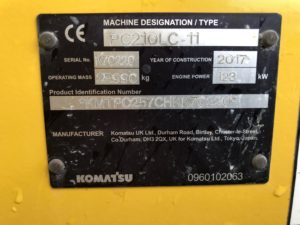 CE MACHINE DESIGNATION / TYPE
PC210LC-11
SERIAL No. YEAR OF CONSTRUCTION 2017
OPERATING MASS kg ENGINE POWER 123 kW
Product Identification Number
MANUFACTURER Komatsu UK Ltd., Durham Road, Birtley, Chester-le-Street,
Co.Durham, DH3 2QX, UK for Komatsu Ltd., Tokyo, Japan.
KOMATSU 0960102063